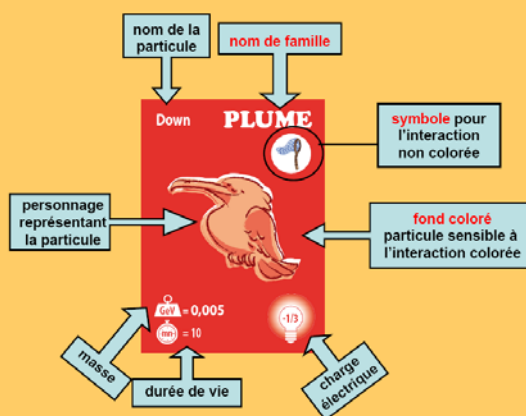 nom de la
particule
nom de famille
Down
PLUME
symbole pour
l'interaction
non colorée
personnage
représentant
la particule
fond coloré
particule sensible à
l'interaction colorée
GeV = 0,005
-mn- = 10
-1/3
masse
durée de vie
charge
électrique